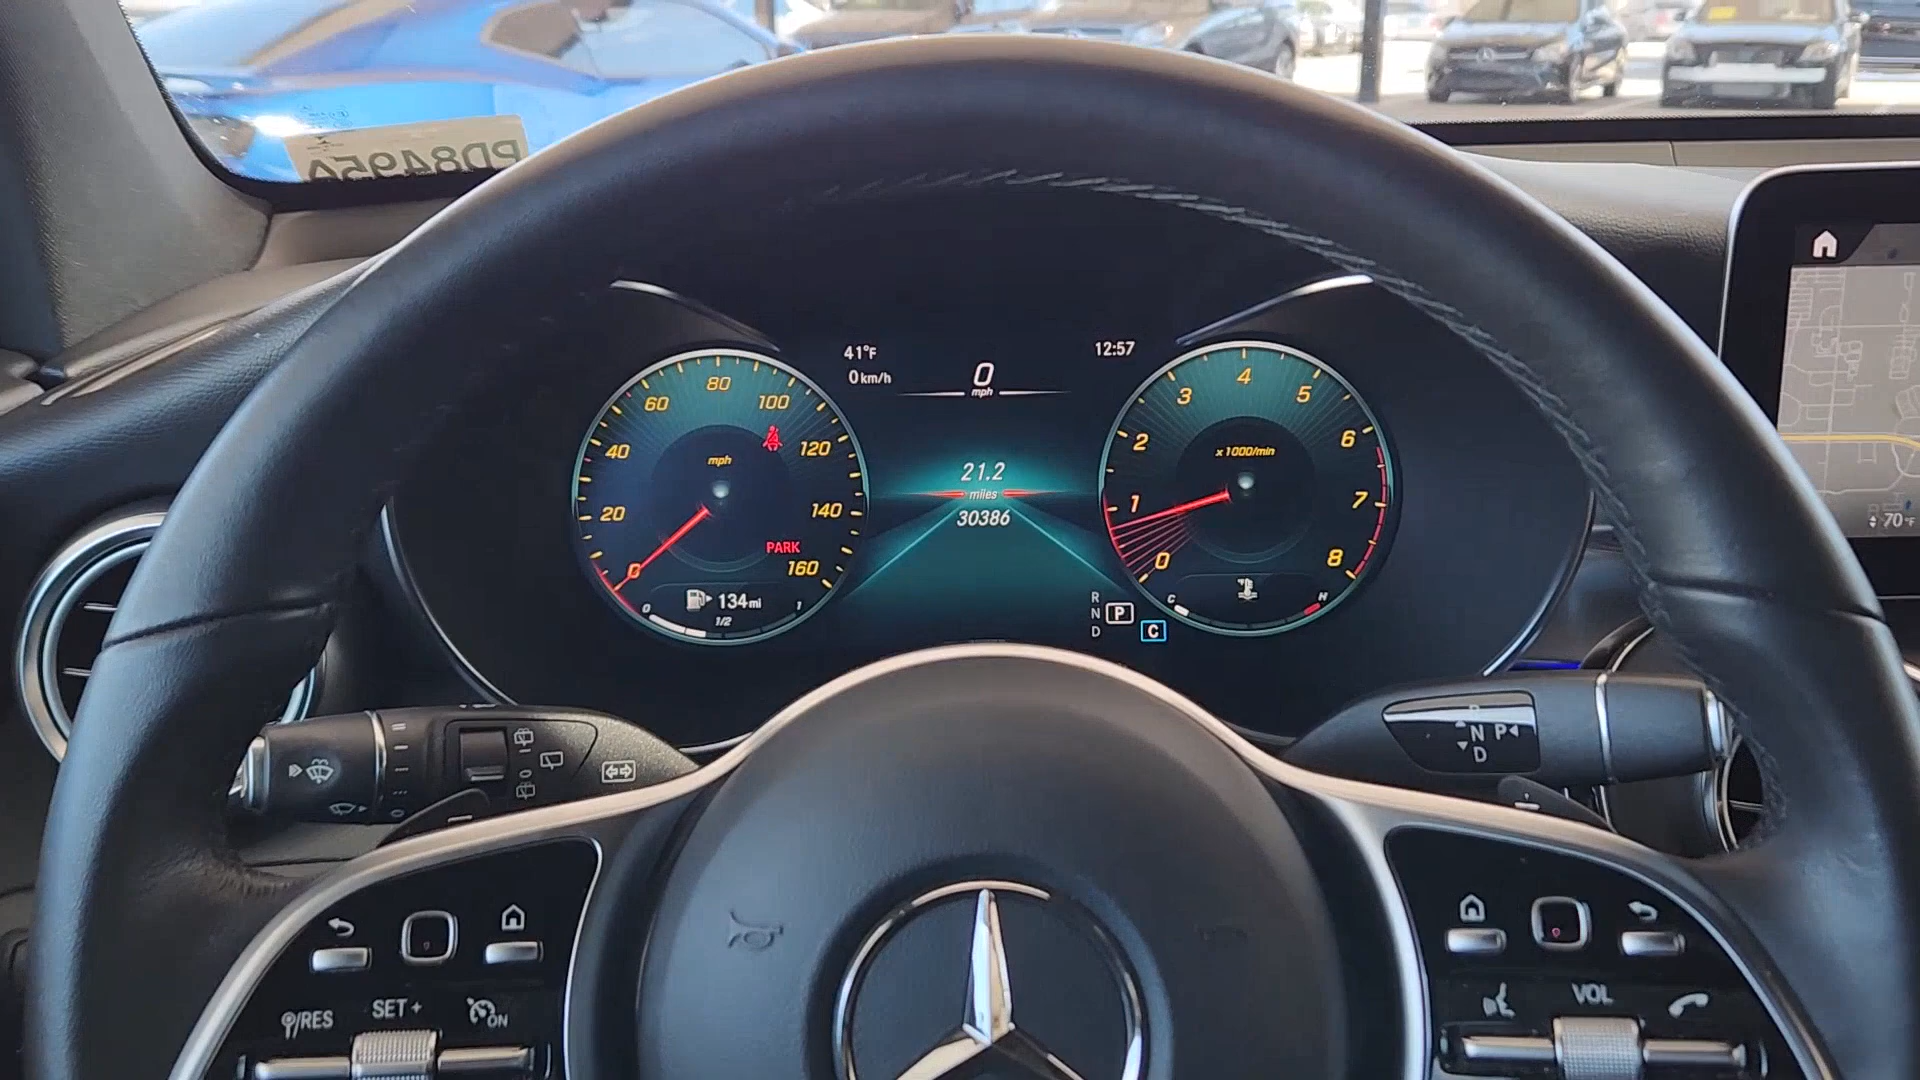 PD8495A
41°F
0 km/h
0
mph
12:57
21.2
miles
30386
0 20 40 60 80 100 120 140 160
mph
PARK
134 mi
0 1/2 1
0 1 2 3 4 5 6 7 8
x 1000/min
°F
C H
R
N
P
D
C
70°F
N P
D
SET +
/RES
ON
VOL